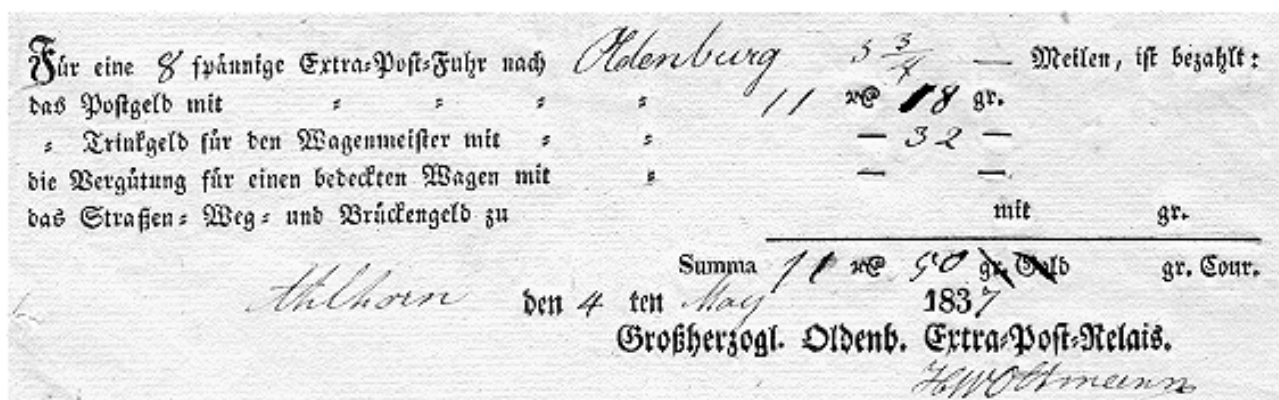 Für eine 8 spännige Extra-Post-Fuhr nach Oldenburg 3 3/4 — Meilen, ist bezahlt:
das Postgeld mit = = = = 11 r℔ 18 gr.
= Trinkgeld für den Wagenmeister mit = = — 32 —
die Vergütung für einen bedeckten Wagen mit = — —
das Straßen= Weg= und Brückengeld zu mit gr.
Summa 11 50 gr. Gold gr. Cour.
Ahlhorn den 4 ten May 1837
Großherzogl. Oldenb. Extra=Post=Relais.